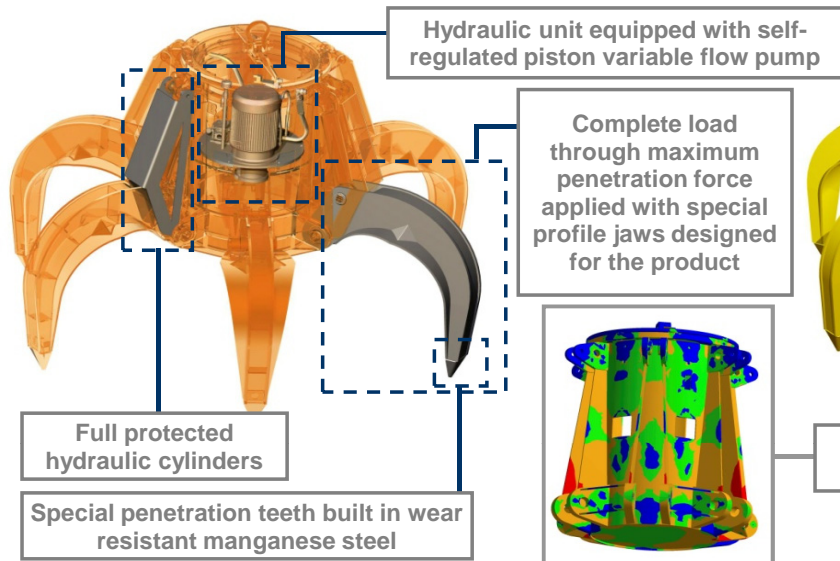 Hydraulic unit equipped with self-
regulated piston variable flow pump
Complete load
through maximum
penetration force
applied with special
profile jaws designed
for the product
Full protected
hydraulic cylinders
Special penetration teeth built in wear
resistant manganese steel